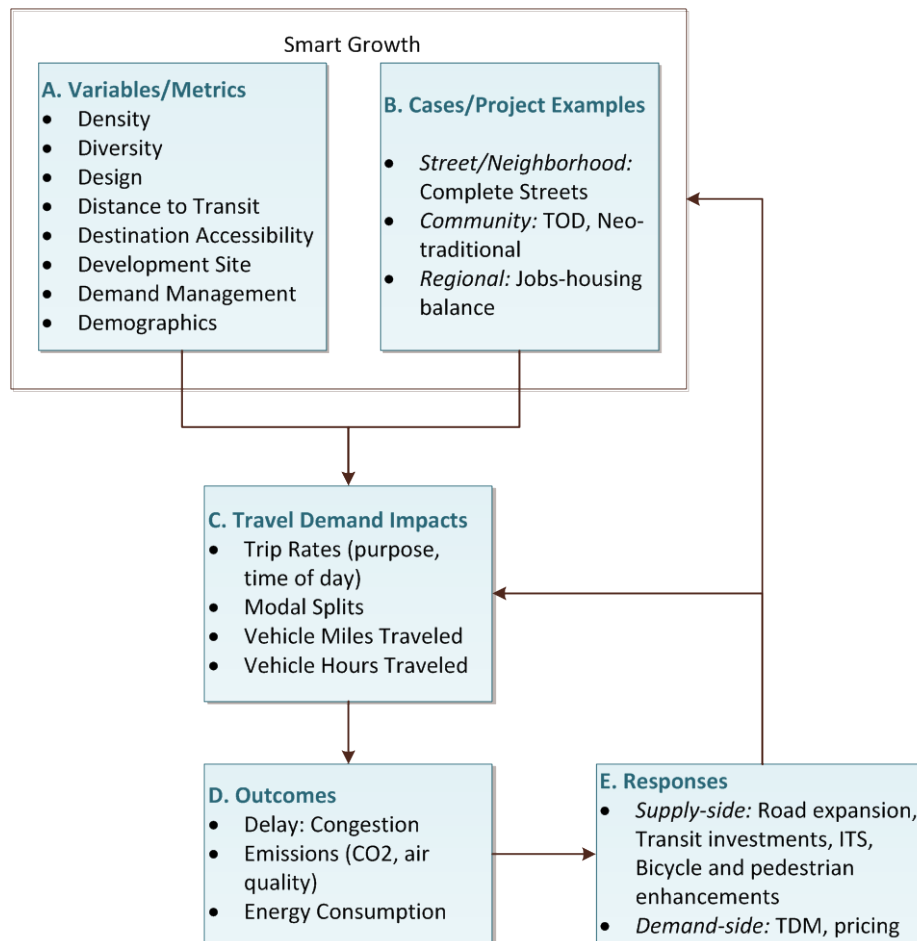 Smart Growth
A. Variables/Metrics
• Density
• Diversity
• Design
• Distance to Transit
• Destination Accessibility
• Development Site
• Demand Management
• Demographics
B. Cases/Project Examples
• Street/Neighborhood:
Complete Streets
• Community: TOD, Neo-
traditional
• Regional: Jobs-housing
balance
C. Travel Demand Impacts
• Trip Rates (purpose,
time of day)
• Modal Splits
• Vehicle Miles Traveled
• Vehicle Hours Traveled
D. Outcomes
• Delay: Congestion
• Emissions (CO2, air
quality)
• Energy Consumption
E. Responses
• Supply-side: Road expansion,
Transit investments, ITS,
Bicycle and pedestrian
enhancements
• Demand-side: TDM, pricing